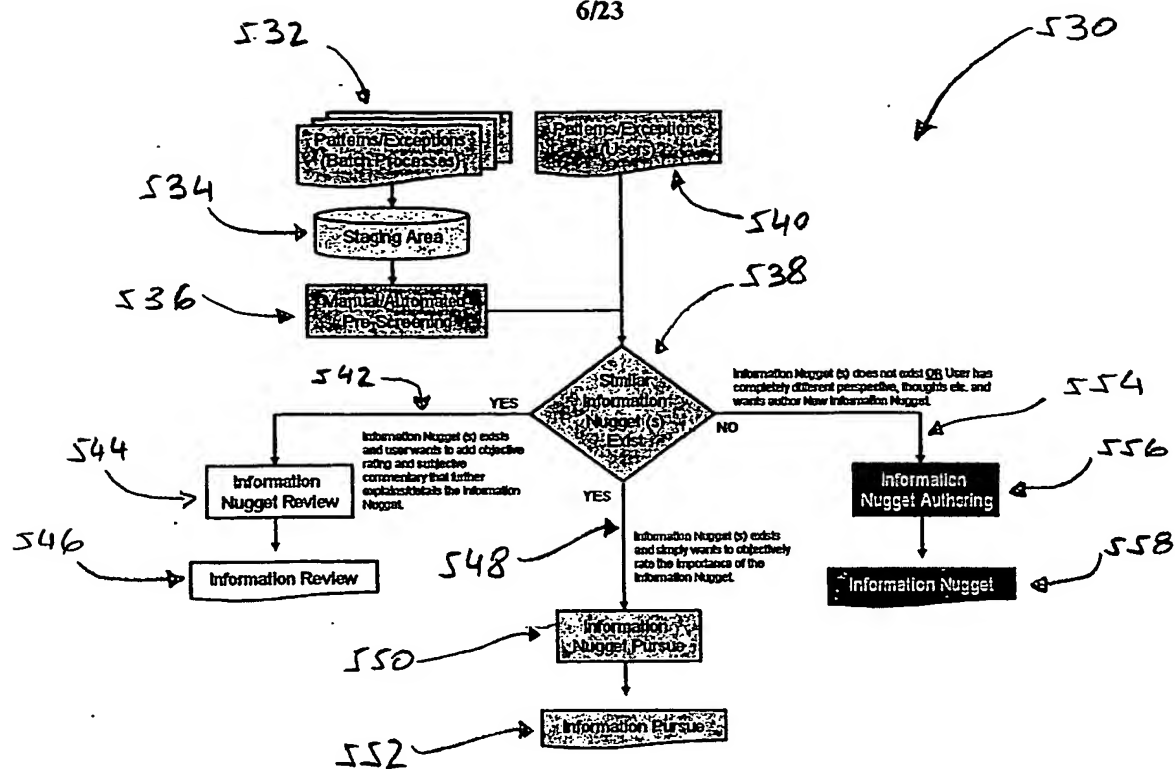 6/23
532
530
Patterns/Exceptions
(Batch Processes)
Patterns/Exceptions
(Users)
534
540
Staging Area
538
536
Manual/Automated
Pre-Screening
542
Similar
Information
Nugget (s)
Exist
Information Nugget (s) does not exist OR User has
completely different perspective, thoughts etc. and
wants author New Information Nugget.
554
YES
NO
Information Nugget (s) exists
and user wants to add objective
rating and subjective
commentary that further
explains/details the Information
Nugget.
544
556
Information
Nugget Review
YES
Information
Nugget Authoring
546
548
Information Nugget (s) exists
and simply wants to objectively
rate the importance of the
Information Nugget.
558
Information Review
Information Nugget
550
Information
Nugget Pursue
552
Information Pursue